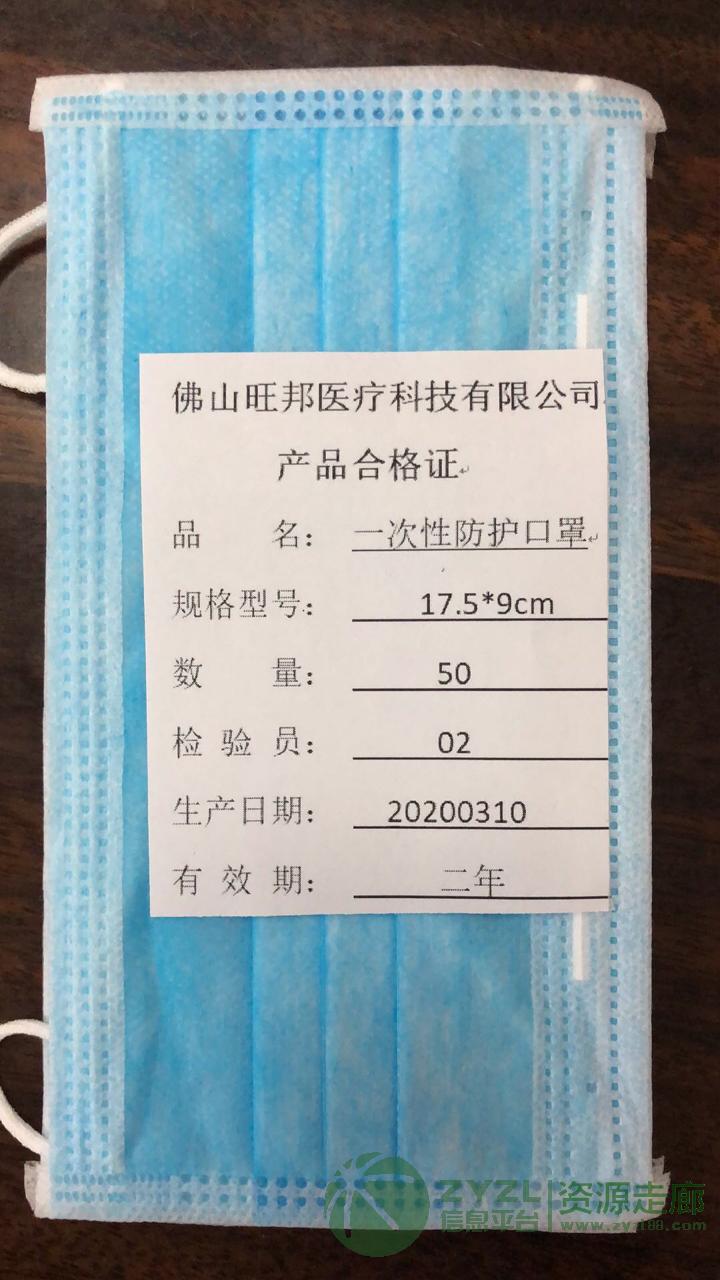 佛山旺邦医疗科技有限公司
产品合格证
品 名： 一次性防护口罩
规格型号： 17.5*9cm
数 量： 50
检 验 员： 02
生产日期： 20200310
有 效 期： 二年
ZYZL 资源走廊
信息平台 www.zyzl88.com